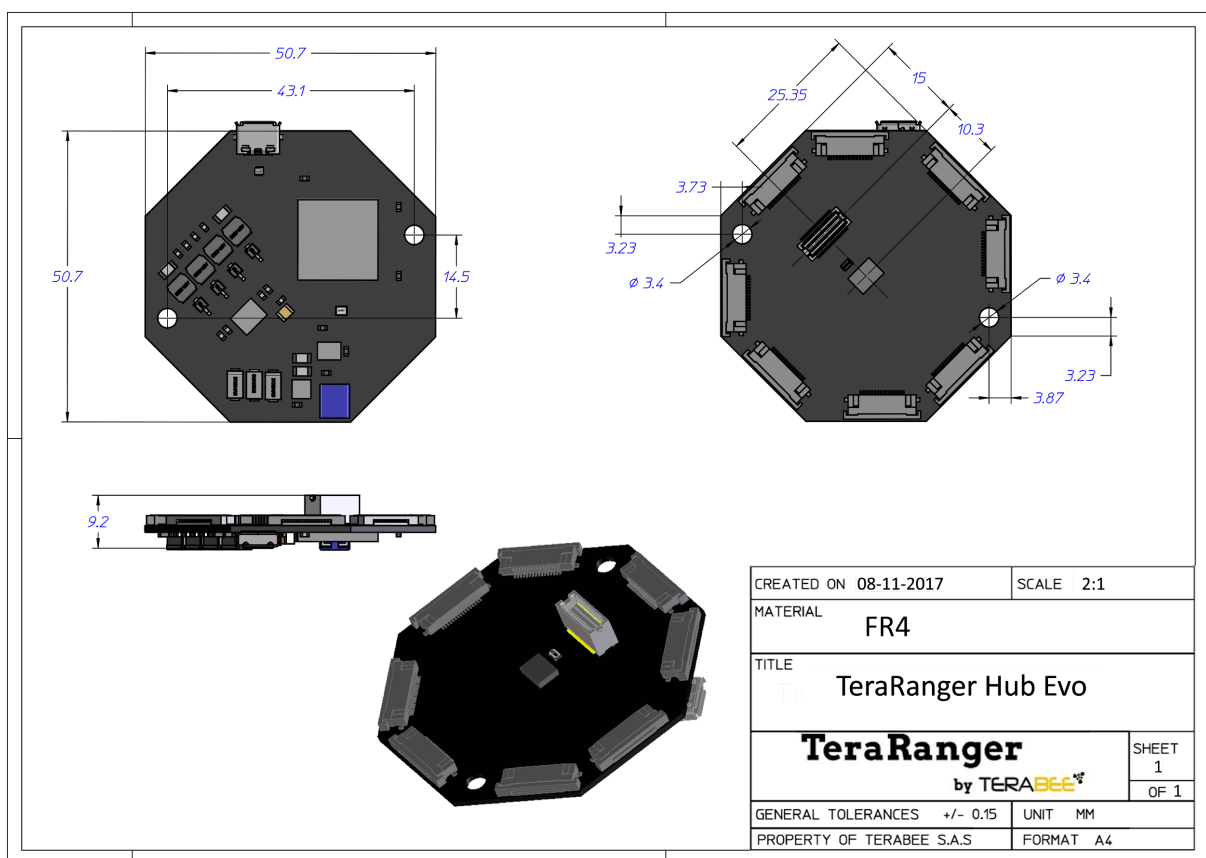 50.7
43.1
50.7
14.5
25.35
15
10.3
3.73
3.23
ø 3.4
ø 3.4
3.23
3.87
9.2
CREATED ON 08-11-2017
SCALE 2:1
MATERIAL
FR4
TITLE
TeraRanger Hub Evo
TeraRanger
by TERABEE
SHEET
1
OF 1
GENERAL TOLERANCES +/- 0.15
UNIT MM
PROPERTY OF TERABEE S.A.S
FORMAT A4